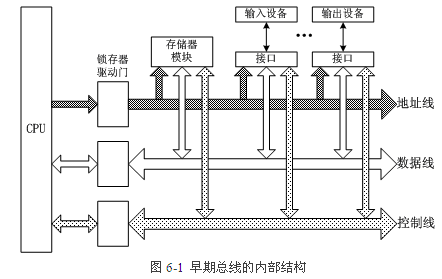 输入设备
输出设备
锁存器
驱动门
存储器
模块
...
接口
接口
CPU
地址线
数据线
控制线
图 6-1 早期总线的内部结构